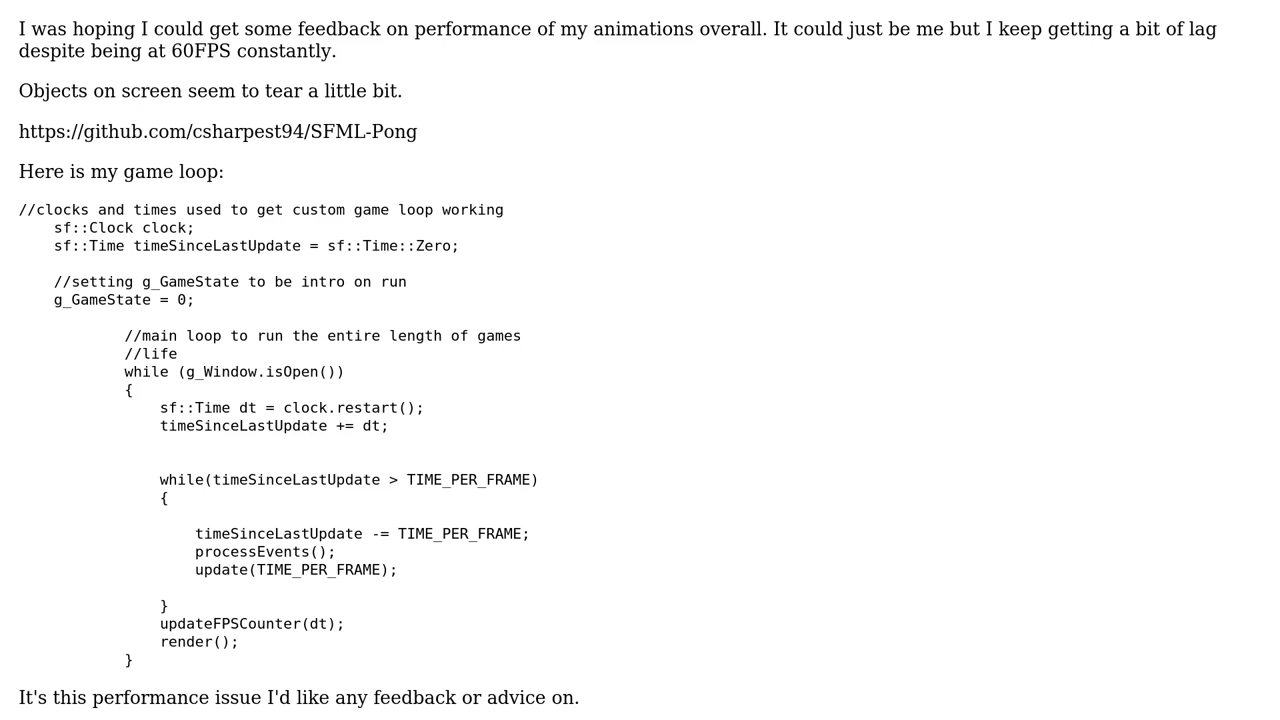 I was hoping I could get some feedback on performance of my animations overall. It could just be me but I keep getting a bit of lag
despite being at 60FPS constantly.
Objects on screen seem to tear a little bit.
https://github.com/csharpest94/SFML-Pong
Here is my game loop:
//clocks and times used to get custom game loop working
    sf::Clock clock;
    sf::Time timeSinceLastUpdate = sf::Time::Zero;
    //setting g_GameState to be intro on run
    g_GameState = 0;
            //main loop to run the entire length of games
            //life
            while (g_Window.isOpen())
            {
                sf::Time dt = clock.restart();
                timeSinceLastUpdate += dt;
                while(timeSinceLastUpdate > TIME_PER_FRAME)
                {
                    timeSinceLastUpdate -= TIME_PER_FRAME;
                    processEvents();
                    update(TIME_PER_FRAME);
                }
                updateFPSCounter(dt);
                render();
            }
It's this performance issue I'd like any feedback or advice on.